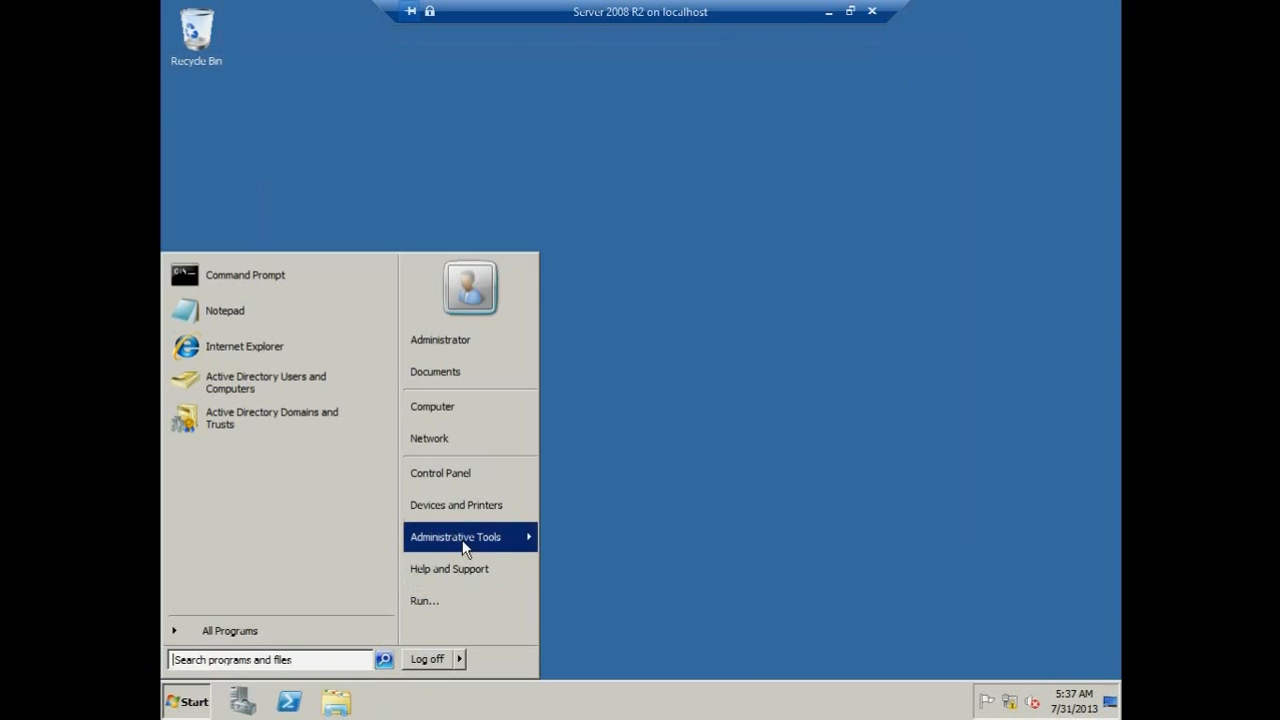 Server 2008 R2 on localhost
Recycle Bin
Command Prompt
Notepad
Internet Explorer
Active Directory Users and
Computers
Active Directory Domains and
Trusts
All Programs
Search programs and files
Administrator
Documents
Computer
Network
Control Panel
Devices and Printers
Administrative Tools
Help and Support
Run...
Log off
Start
5:37 AM
7/31/2013